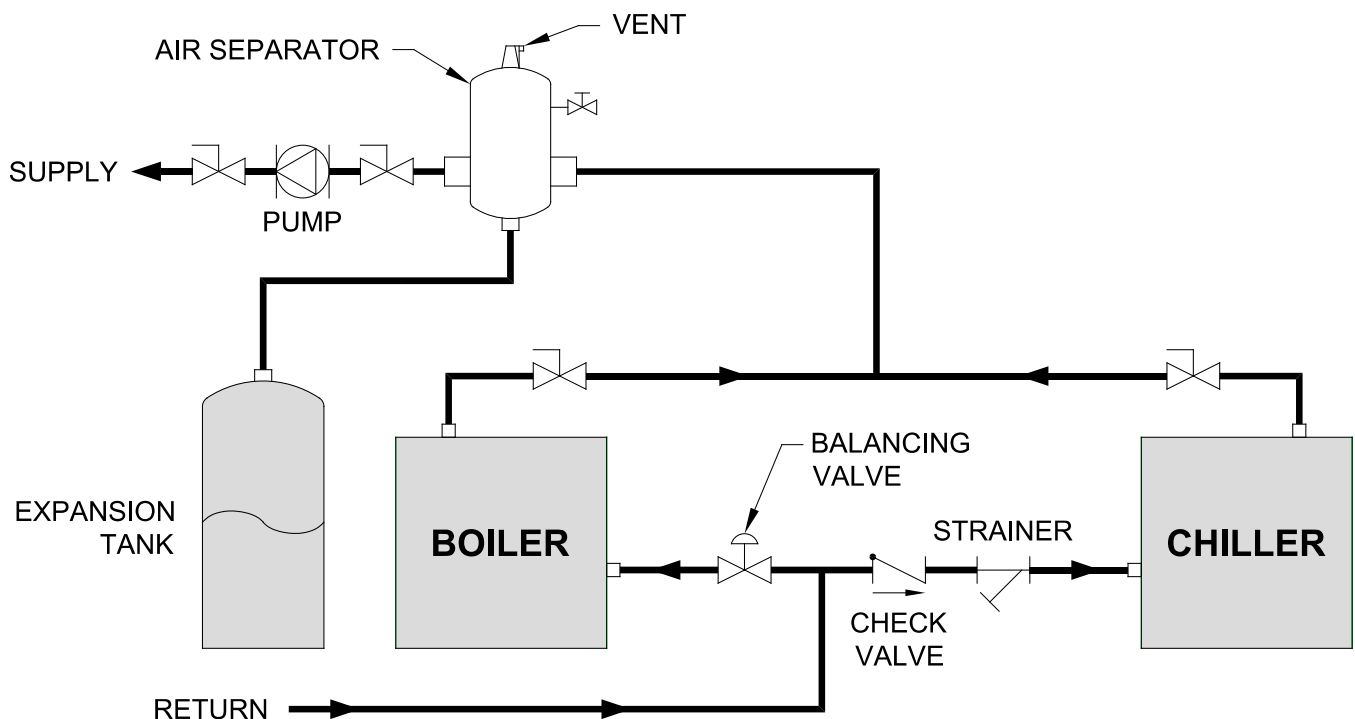 VENT
AIR SEPARATOR
SUPPLY
PUMP
BALANCING
VALVE
EXPANSION
TANK
BOILER
STRAINER
CHILLER
CHECK
VALVE
RETURN